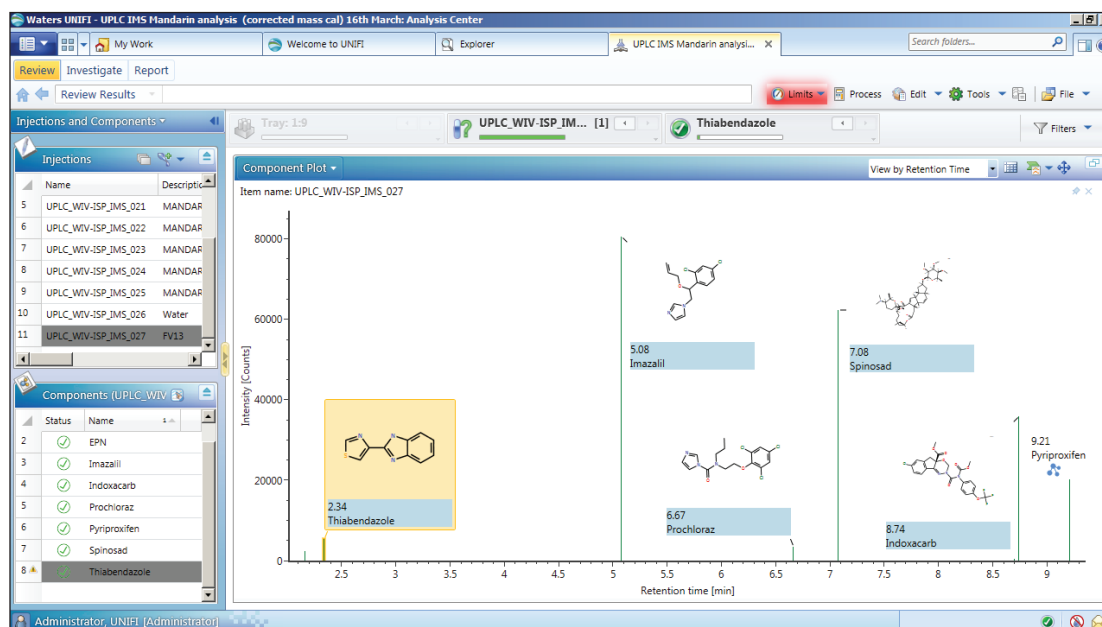 Waters UNIFI - UPLC IMS Mandarin analysis (corrected mass cal) 16th March: Analysis Center
My Work
Welcome to UNIFI
Explorer
UPLC IMS Mandarin analysi...
Search folders...
Review Investigate Report
Review Results
Limits Process Edit Tools File
Injections and Components
Tray: 1:9
UPLC_WIV-ISP_IM... [1]
Thiabendazole
Filters
Injections
Name Descriptic
5 UPLC_WIV-ISP_IMS_021 MANDAR
6 UPLC_WIV-ISP_IMS_022 MANDAR
7 UPLC_WIV-ISP_IMS_023 MANDAR
8 UPLC_WIV-ISP_IMS_024 MANDAR
9 UPLC_WIV-ISP_IMS_025 MANDAR
10 UPLC_WIV-ISP_IMS_026 Water
11 UPLC_WIV-ISP_IMS_027 FV13
Components (UPLC_WIV
Status Name 1
2 EPN
3 Imazalil
4 Indoxacarb
5 Prochloraz
6 Pyriproxifen
7 Spinosad
8 Thiabendazole
Component Plot
View by Retention Time
Item name: UPLC_WIV-ISP_IMS_027
Intensity [Counts]
80000
60000
40000
20000
0
2.34
Thiabendazole
5.08
Imazalil
6.67
Prochloraz
7.08
Spinosad
8.74
Indoxacarb
9.21
Pyriproxifen
2.5 3 3.5 4 4.5 5 5.5 6 6.5 7 7.5 8 8.5 9
Retention time [min]
Administrator, UNIFI [Administrator]